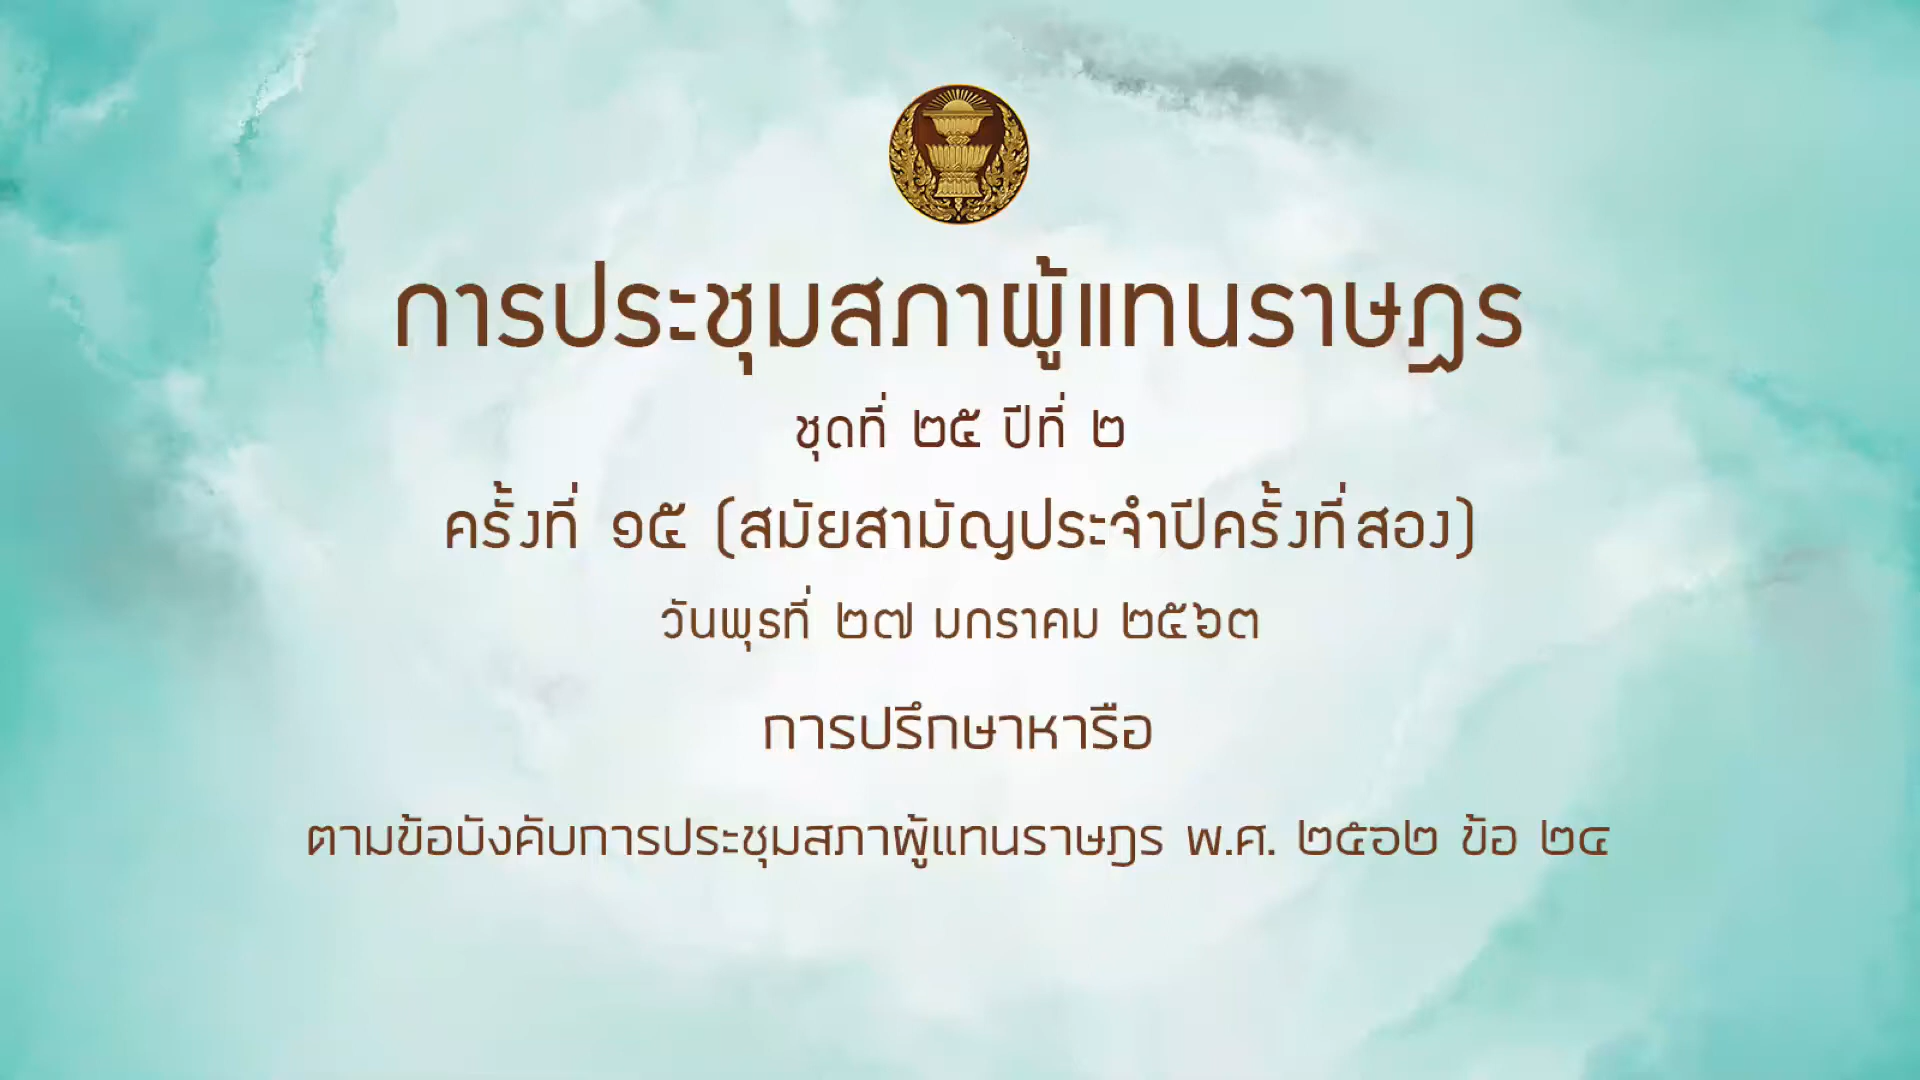 การประชุมสภาผู้แทนราษฎร
ชุดที่ ๒๕ ปีที่ ๒
ครั้งที่ ๑๕ (สมัยสามัญประจำปีครั้งที่สอง)
วันพุธที่ ๒๗ มกราคม ๒๕๖๓
การปรึกษาหารือ
ตามข้อบังคับการประชุมสภาผู้แทนราษฎร พ.ศ. ๒๕๖๒ ข้อ ๒๔